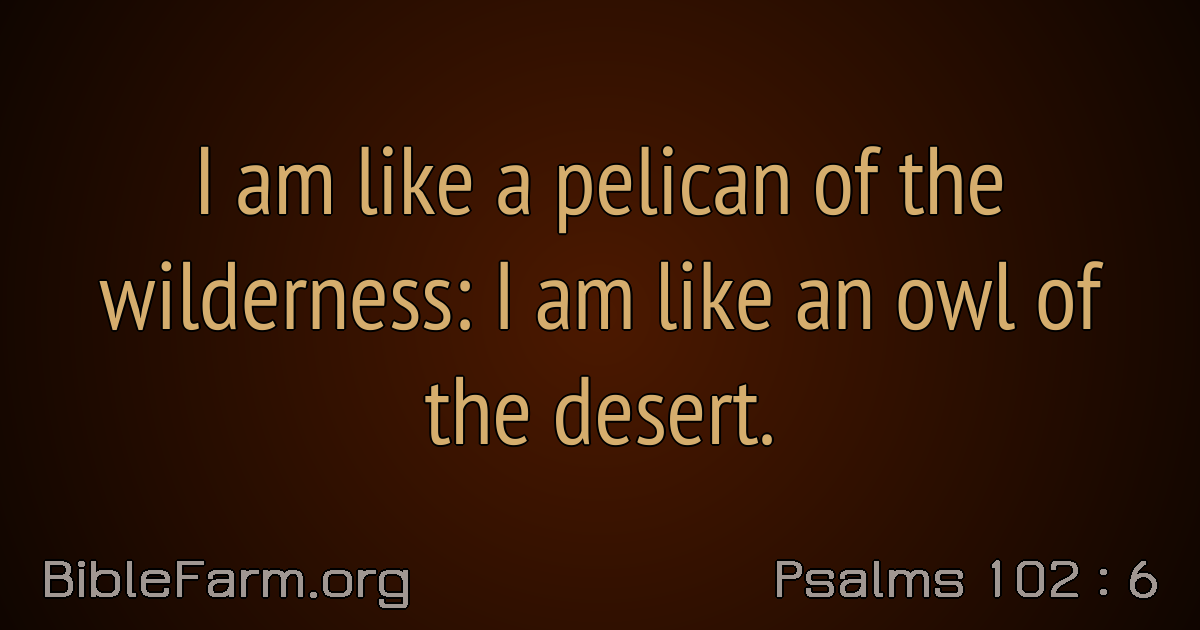 I am like a pelican of the
wilderness: I am like an owl of
the desert.
BibleFarm.org
Psalms 102 : 6